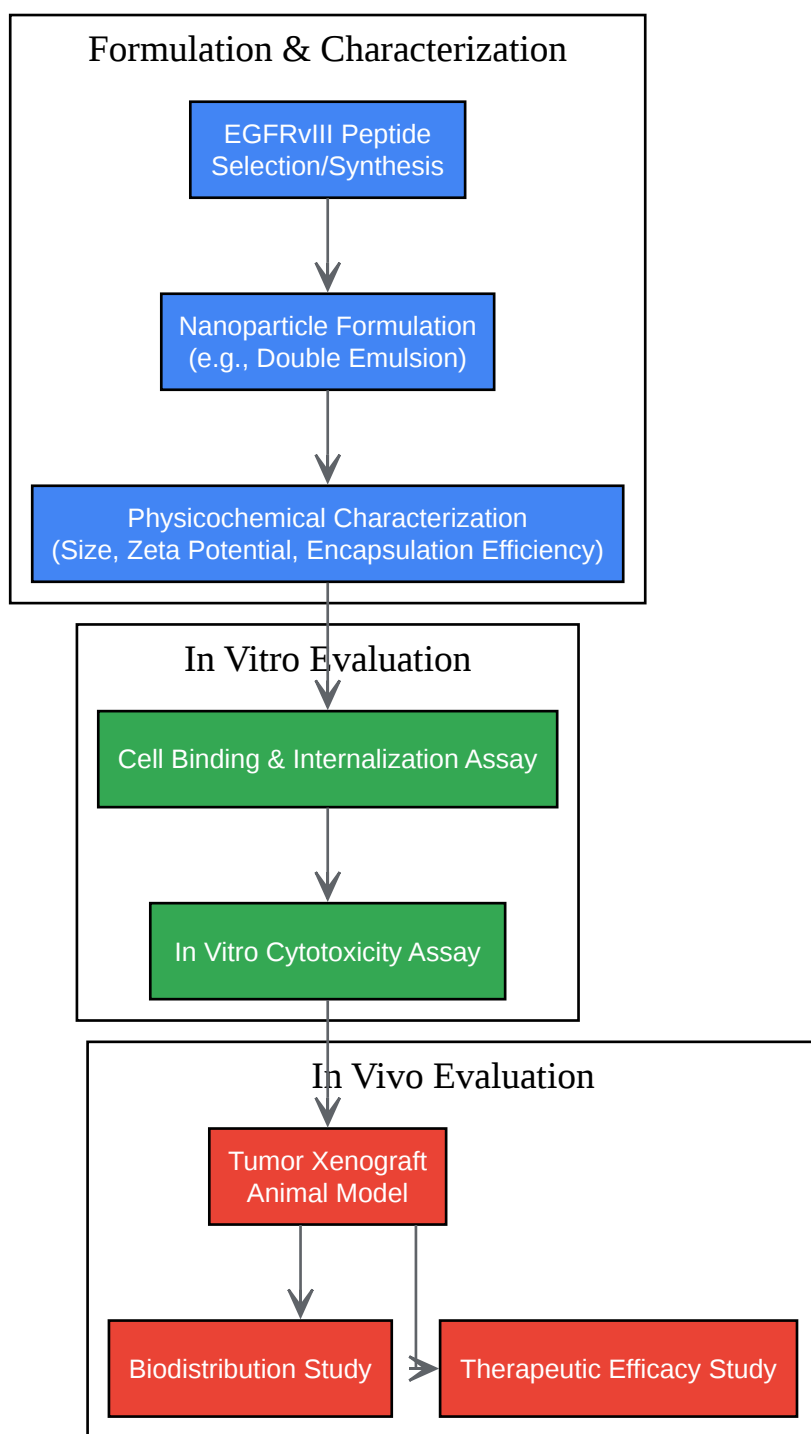 Formulation & Characterization
EGFRvIII Peptide
Selection/Synthesis
Nanoparticle Formulation
(e.g., Double Emulsion)
Physicochemical Characterization
(Size, Zeta Potential, Encapsulation Efficiency)
In Vitro Evaluation
Cell Binding & Internalization Assay
In Vitro Cytotoxicity Assay
In Vivo Evaluation
Tumor Xenograft
Animal Model
Biodistribution Study
Therapeutic Efficacy Study